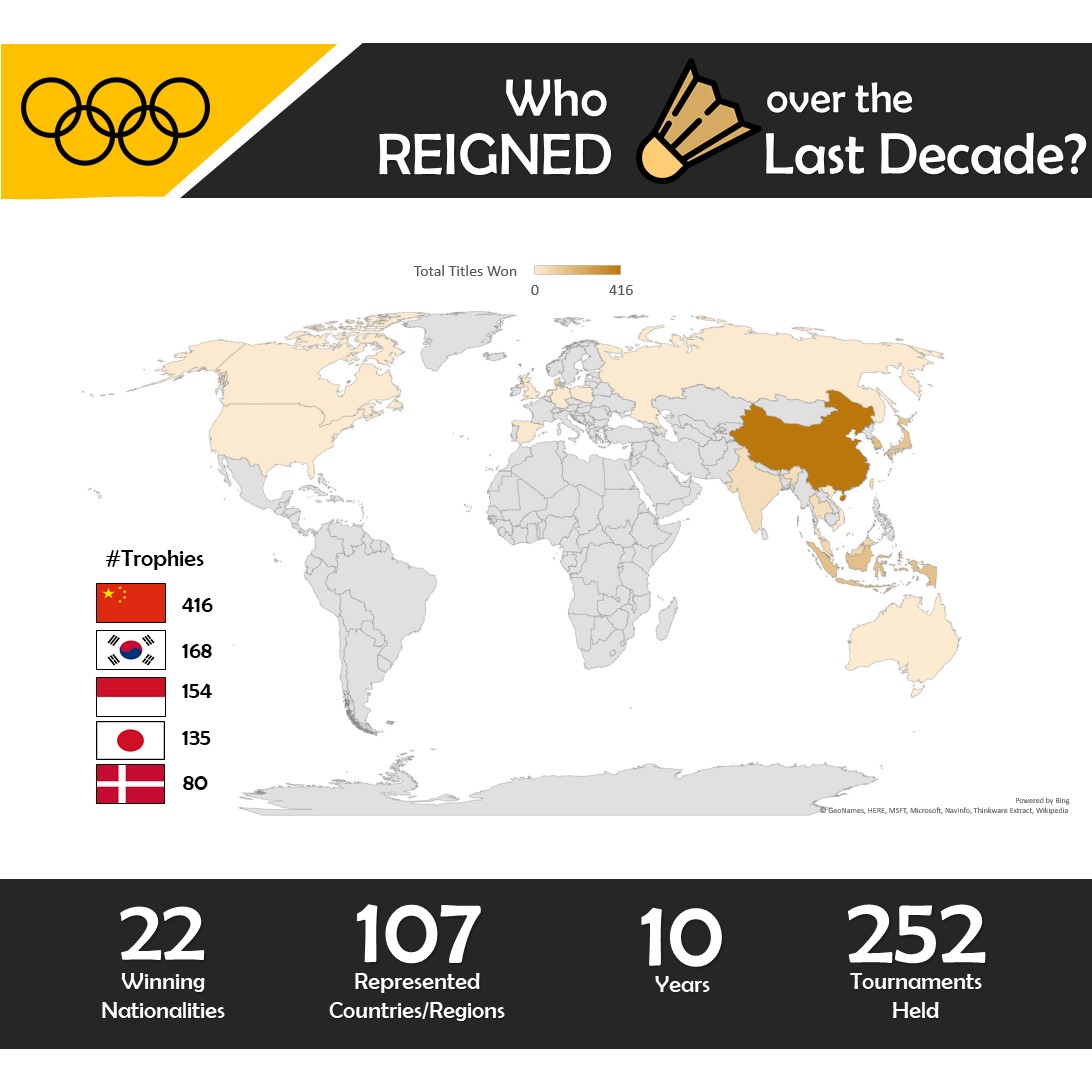 Who
REIGNED
over the
Last Decade?
Total Titles Won
0 416
#Trophies
416
168
154
135
80
Powered by Bing
© GeoNames, HERE, MSFT, Microsoft, NavInfo, Thinkware Extract, Wikipedia
22
Winning
Nationalities
107
Represented
Countries/Regions
10
Years
252
Tournaments
Held